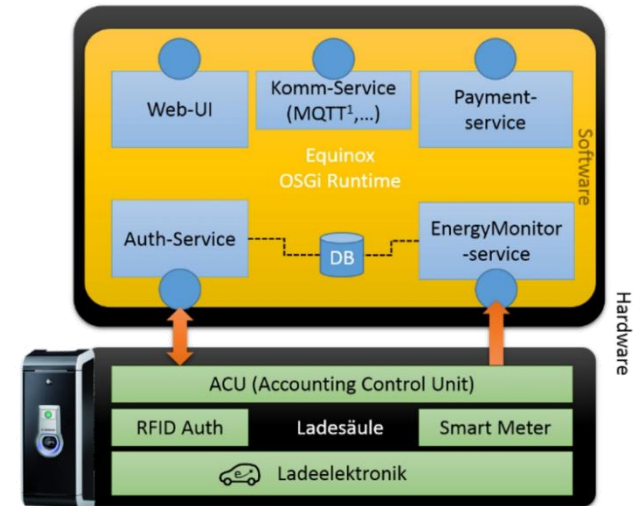 Web-UI
Komm-Service
(MQTT¹,...)
Payment-
service
Equinox
OSGi Runtime
Software
Auth-Service
DB
EnergyMonitor
-service
Hardware
ACU (Accounting Control Unit)
RFID Auth
Ladesäule
Smart Meter
e
Ladeelektronik